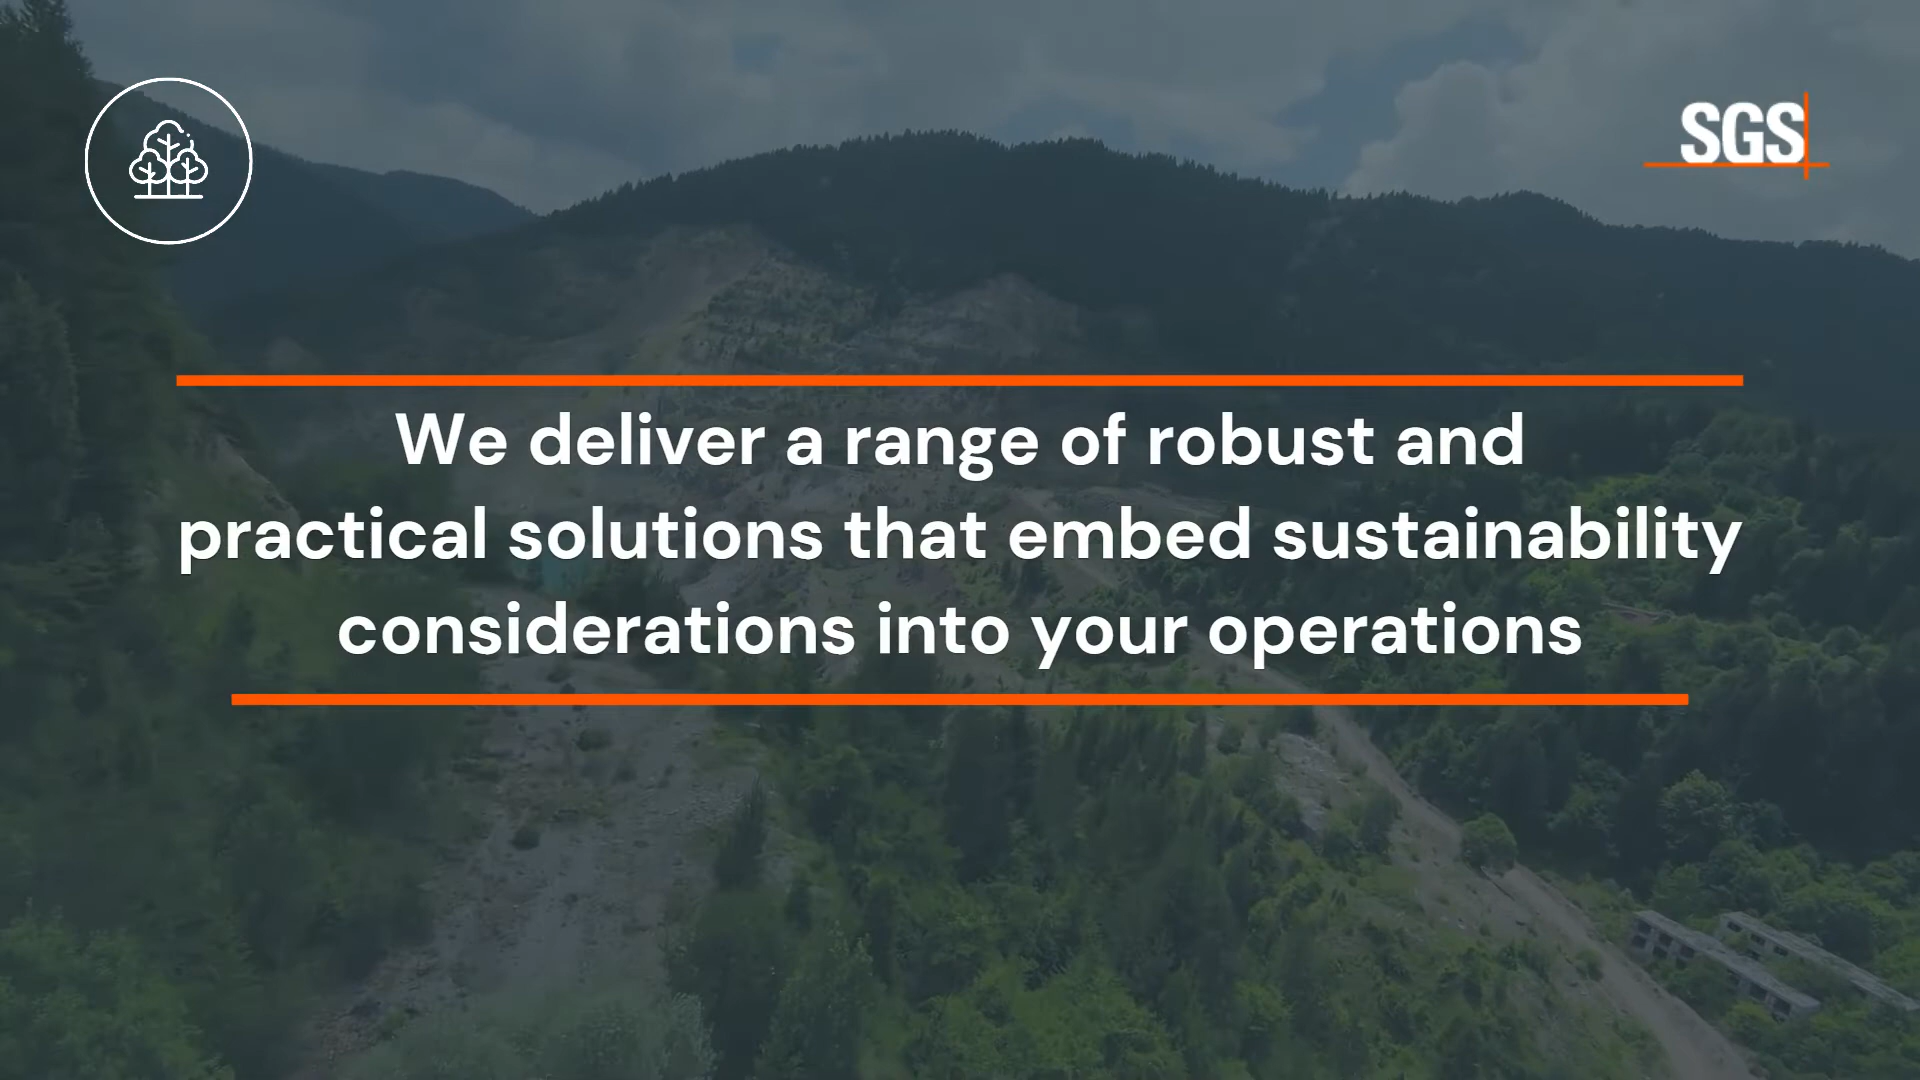 SGS
We deliver a range of robust and
practical solutions that embed sustainability
considerations into your operations